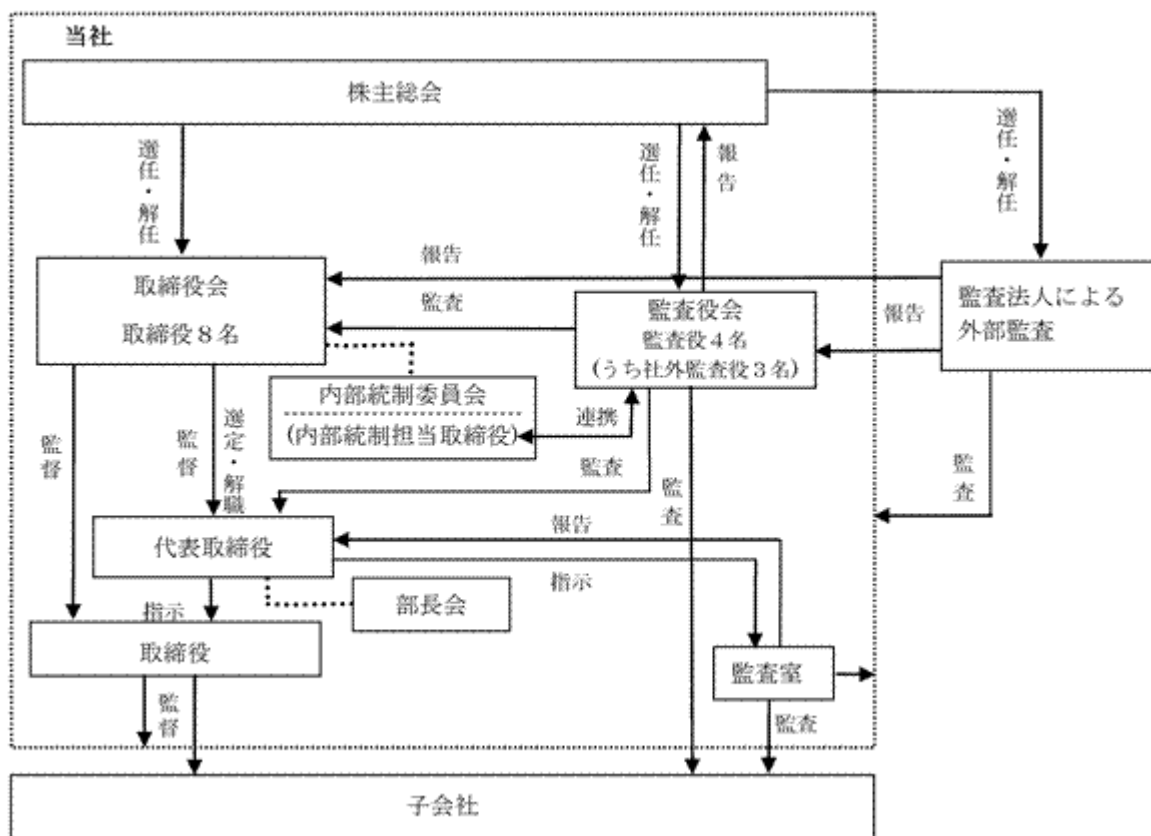 当社
株主総会
選任・解任
選任・解任
報告
選任・解任
報告
取締役会
取締役８名
監査
監査役会
監査役４名
(うち社外監査役３名)
報告
監査法人による
外部監査
内部統制委員会
(内部統制担当取締役)
連携
監督
監督
選定・解職
監査
監査
監査
代表取締役
報告
指示
部長会
指示
取締役
監査室
監督
監査
子会社